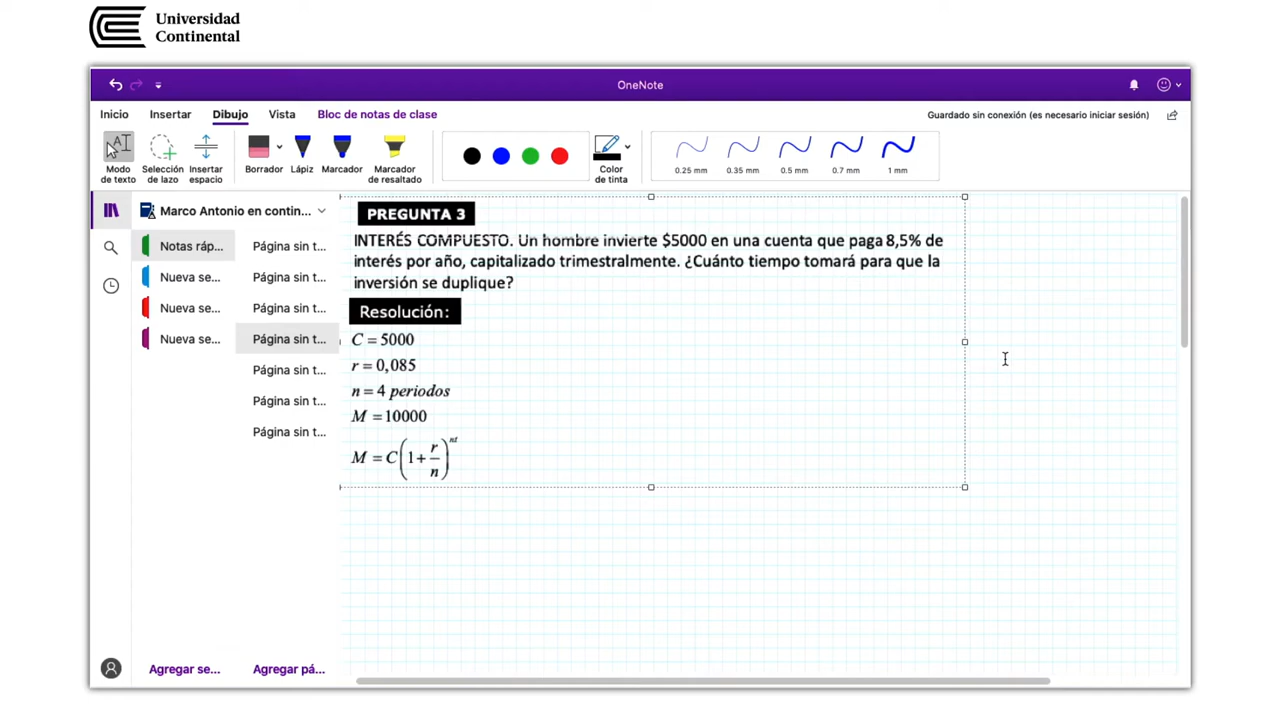 Universidad
Continental
OneNote
Inicio Insertar Dibujo Vista Bloc de notas de clase Guardado sin conexión (es necesario iniciar sesión)
Modo de texto Selección de lazo Insertar espacio Borrador Lápiz Marcador Marcador de resaltado Color de tinta 0.25 mm 0.35 mm 0.5 mm 0.7 mm 1 mm
Marco Antonio en contin...
Notas ráp... Página sin t...
Nueva se... Página sin t...
Nueva se... Página sin t...
Nueva se... Página sin t...
Página sin t...
Página sin t...
Página sin t...
Agregar se... Agregar pá...
PREGUNTA 3
INTERÉS COMPUESTO. Un hombre invierte $5000 en una cuenta que paga 8,5% de
interés por año, capitalizado trimestralmente. ¿Cuánto tiempo tomará para que la
inversión se duplique?
Resolución:
C = 5000
r = 0,085
n = 4 periodos
M = 10000
M = C(1 + r/n)^nt